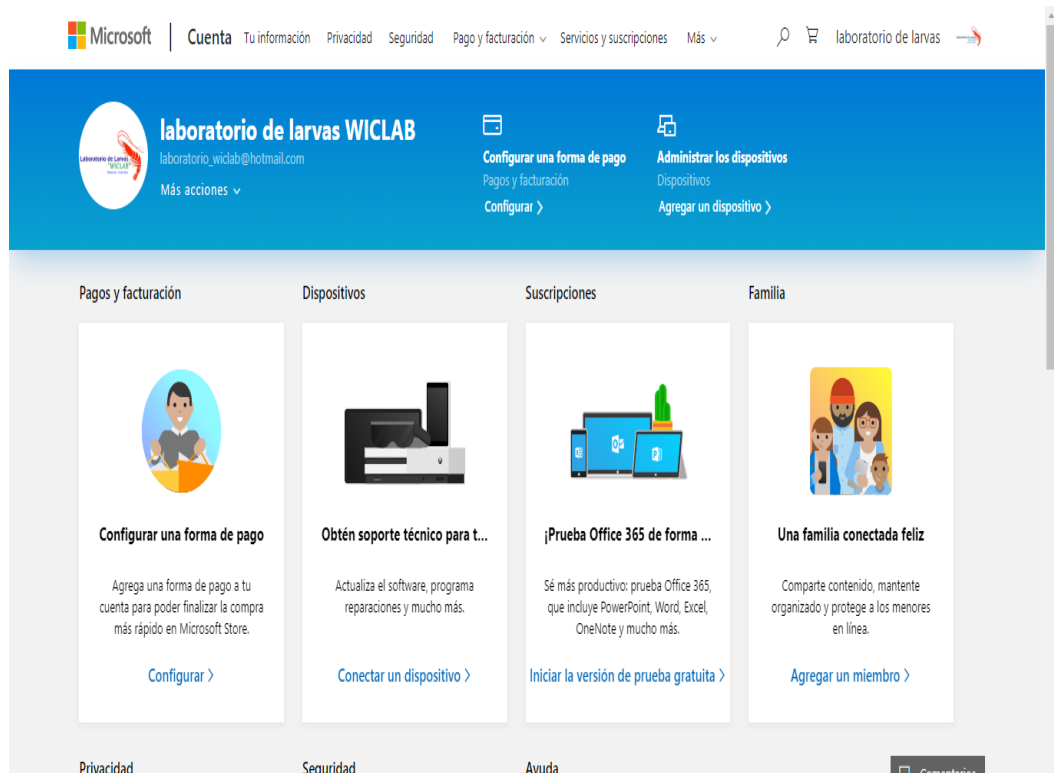 Microsoft Cuenta Tu información Privacidad Seguridad Pago y facturación Servicios y suscripciones Más laboratorio de larvas
laboratorio de larvas WICLAB
laboratorio_wiclab@hotmail.com
Más acciones
Laboratorio de Larvas
"WICLAB"
Configurar una forma de pago
Pagos y facturación
Configurar
Administrar los dispositivos
Dispositivos
Agregar un dispositivo
Pagos y facturación
Configurar una forma de pago
Agrega una forma de pago a tu
cuenta para poder finalizar la compra
más rápido en Microsoft Store.
Configurar
Dispositivos
Obtén soporte técnico para t...
Actualiza el software, programa
reparaciones y mucho más.
Conectar un dispositivo
Suscripciones
¡Prueba Office 365 de forma ...
Sé más productivo: prueba Office 365,
que incluye PowerPoint, Word, Excel,
OneNote y mucho más.
Iniciar la versión de prueba gratuita
Familia
Una familia conectada feliz
Comparte contenido, mantente
organizado y protege a los menores
en línea.
Agregar un miembro
Privacidad
Seguridad
Ayuda
Comentarios